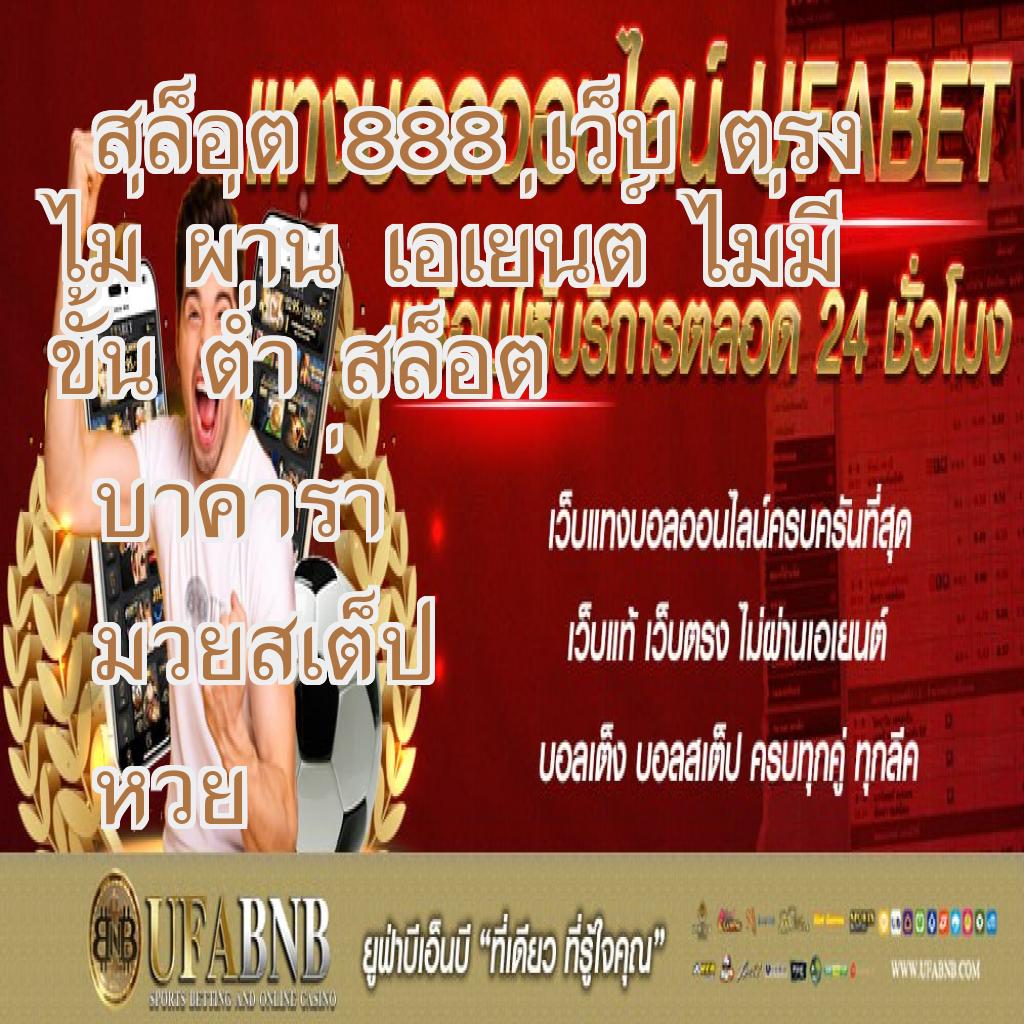 แทงบอลออนไลน์ UFABET
สุล็อุต 888 เว็บุ ตรุง
ไม่ ผ่าน เอเย่นต์ ไม่มี
ขั้น ต่ำ สล็อต
พร้อมให้บริการตลอด 24 ชั่วโมง
บาคาร่า
มวยสเต็ป
หวย
เว็บแทงบอลออนไลน์ครบครันที่สุด
เว็บแท้ เว็บตรง ไม่ผ่านเอเยนต์
บอลเต็ง บอลสเต็ป ครบทุกคู่ ทุกลีค
UFABNB
SPORTS BETTING AND ONLINE CASINO
ยูฟ่าบีเอ็นบี “ที่เดียว ที่รู้ใจคุณ”
WWW.UFABNB.COM